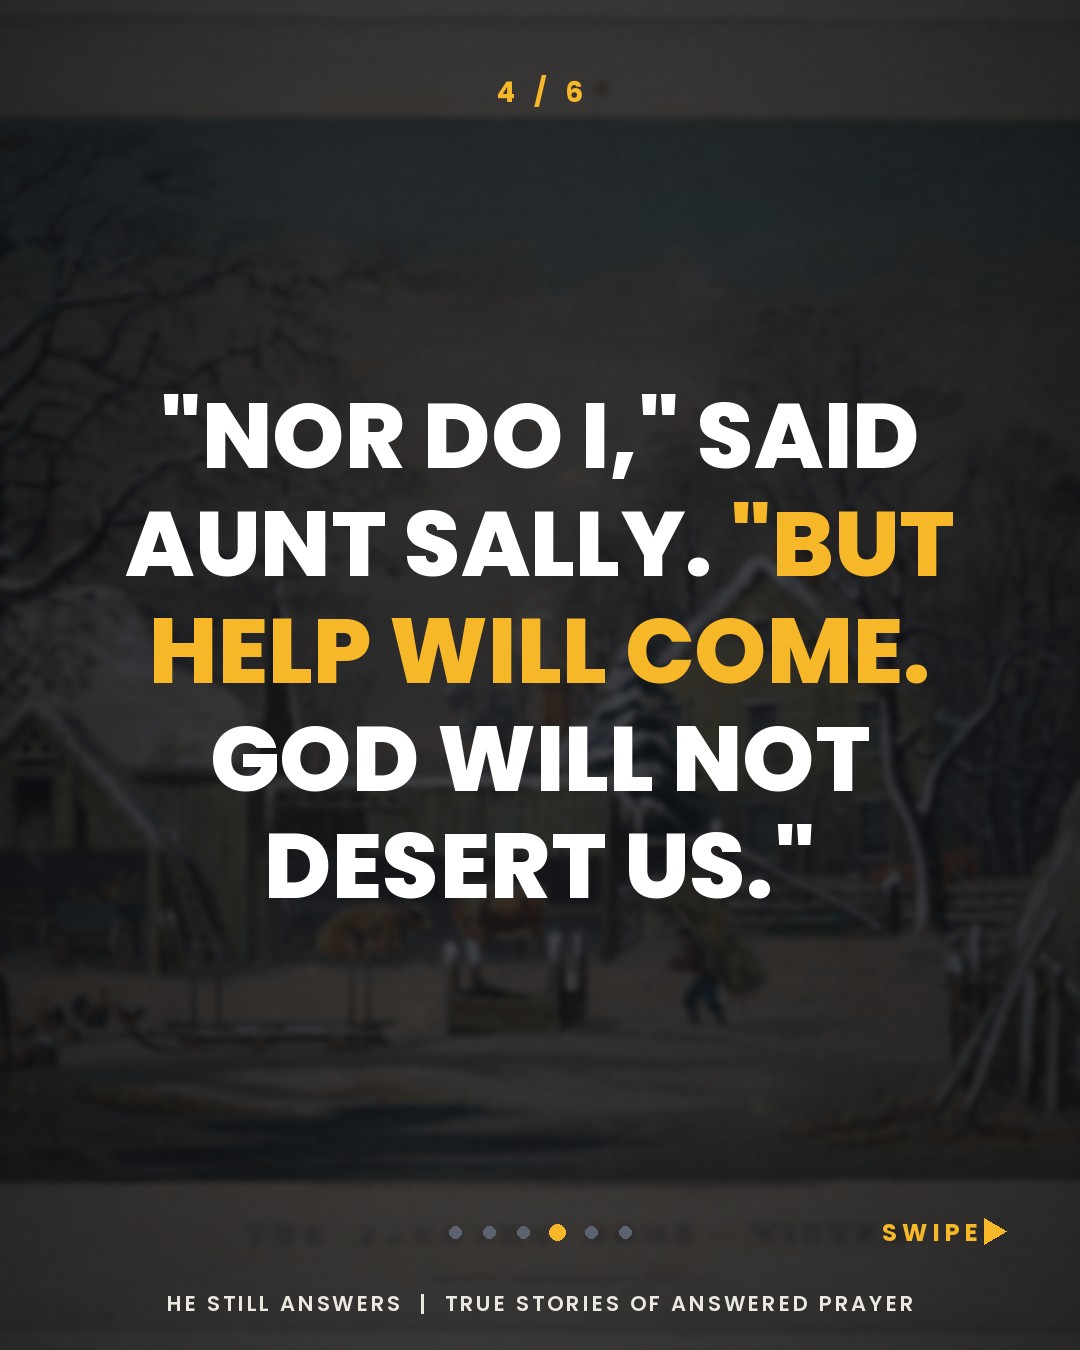 4 / 6
"NOR DO I," SAID
AUNT SALLY. "BUT
HELP WILL COME.
GOD WILL NOT
DESERT US."
SWIPE
HE STILL ANSWERS | TRUE STORIES OF ANSWERED PRAYER